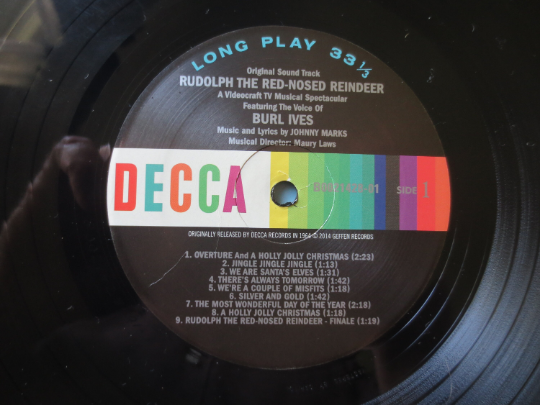 LONG PLAY 33 1/3
Original Sound Track
RUDOLPH THE RED-NOSED REINDEER
A Videocraft TV Musical Spectacular
Featuring The Voice Of
BURL IVES
Music and Lyrics by JOHNNY MARKS
Musical Director: Maury Laws
DECCA
SIDE 1
ORIGINALLY RELEASED BY DECCA RECORDS IN 1964 © 2014 GEFFEN RECORDS
1. OVERTURE And A HOLLY JOLLY CHRISTMAS (2:23)
2. JINGLE JINGLE JINGLE (1:13)
3. WE ARE SANTA'S ELVES (1:31)
4. THERE'S ALWAYS TOMORROW (1:42)
5. WE'RE A COUPLE OF MISFITS (1:18)
6. SILVER AND GOLD (1:42)
7. THE MOST WONDERFUL DAY OF THE YEAR (2:18)
8. A HOLLY JOLLY CHRISTMAS (1:18)
9. RUDOLPH THE RED-NOSED REINDEER - FINALE (1:19)